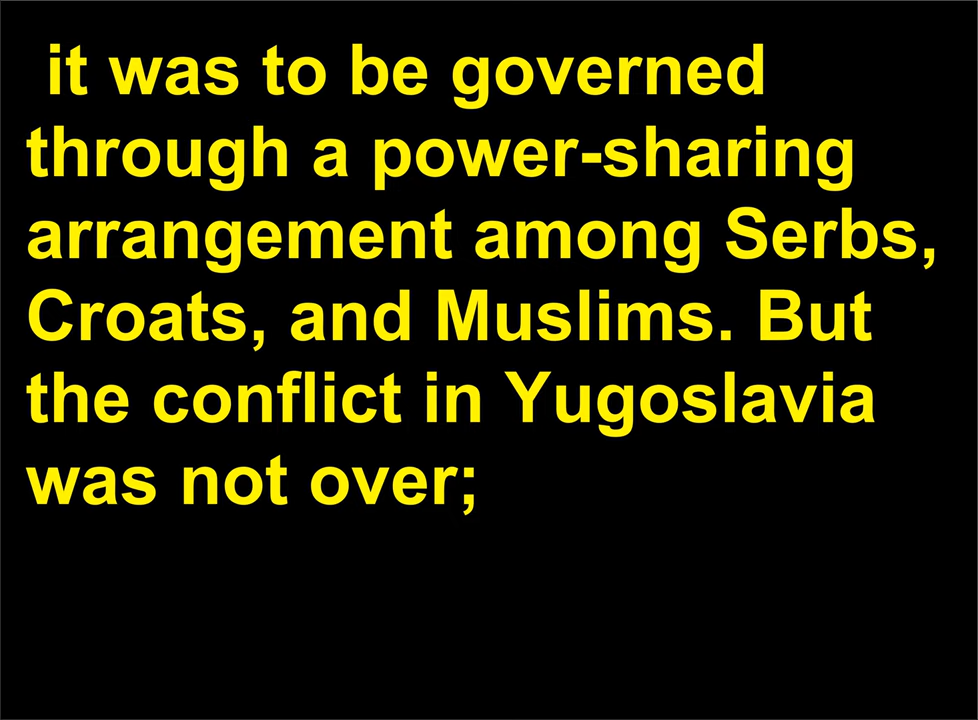 it was to be governed
through a power-sharing
arrangement among Serbs,
Croats, and Muslims. But
the conflict in Yugoslavia
was not over;